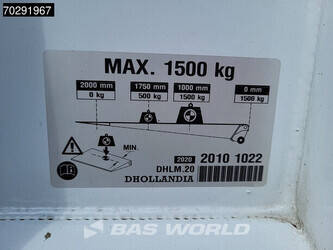 70291967
MAX. 1500 kg
2000 mm 1750 mm 1000 mm 0 mm
0 kg 500 kg 1500 kg 1500 kg
MIN.
2020 2010 1022
DHLM.20
DHOLLANDIA
BAS WORLD